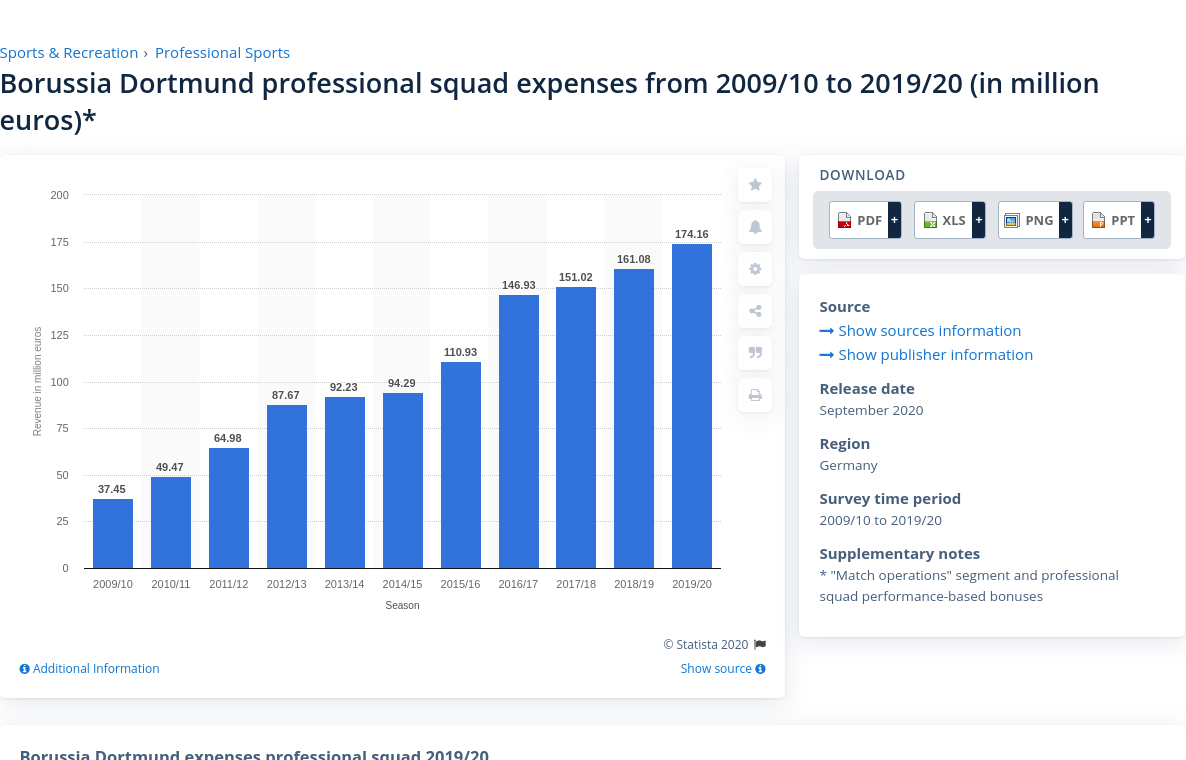 Sports & Recreation › Professional Sports
Borussia Dortmund professional squad expenses from 2009/10 to 2019/20 (in million
euros)*
DOWNLOAD
PDF +
XLS +
PNG +
PPT +
Revenue in million euros
200
175
150
125
100
75
50
25
0
37.45
49.47
64.98
87.67
92.23
94.29
110.93
146.93
151.02
161.08
174.16
2009/10 2010/11 2011/12 2012/13 2013/14 2014/15 2015/16 2016/17 2017/18 2018/19 2019/20
Season
© Statista 2020
Additional Information
Show source
Source
Show sources information
Show publisher information
Release date
September 2020
Region
Germany
Survey time period
2009/10 to 2019/20
Supplementary notes
* "Match operations" segment and professional
squad performance-based bonuses
Borussia Dortmund expenses professional squad 2019/20